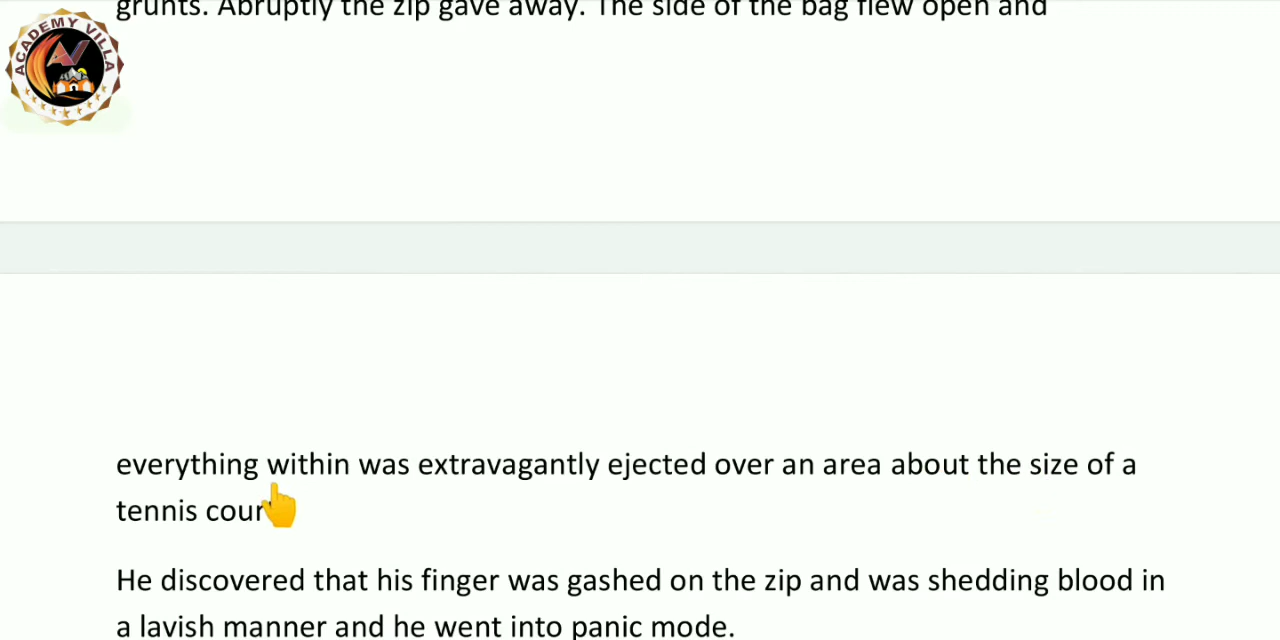 grunts. Abruptly the zip gave away. The side of the bag flew open and
ACADEMY VILLA
everything within was extravagantly ejected over an area about the size of a
tennis cour
He discovered that his finger was gashed on the zip and was shedding blood in
a lavish manner and he went into panic mode.